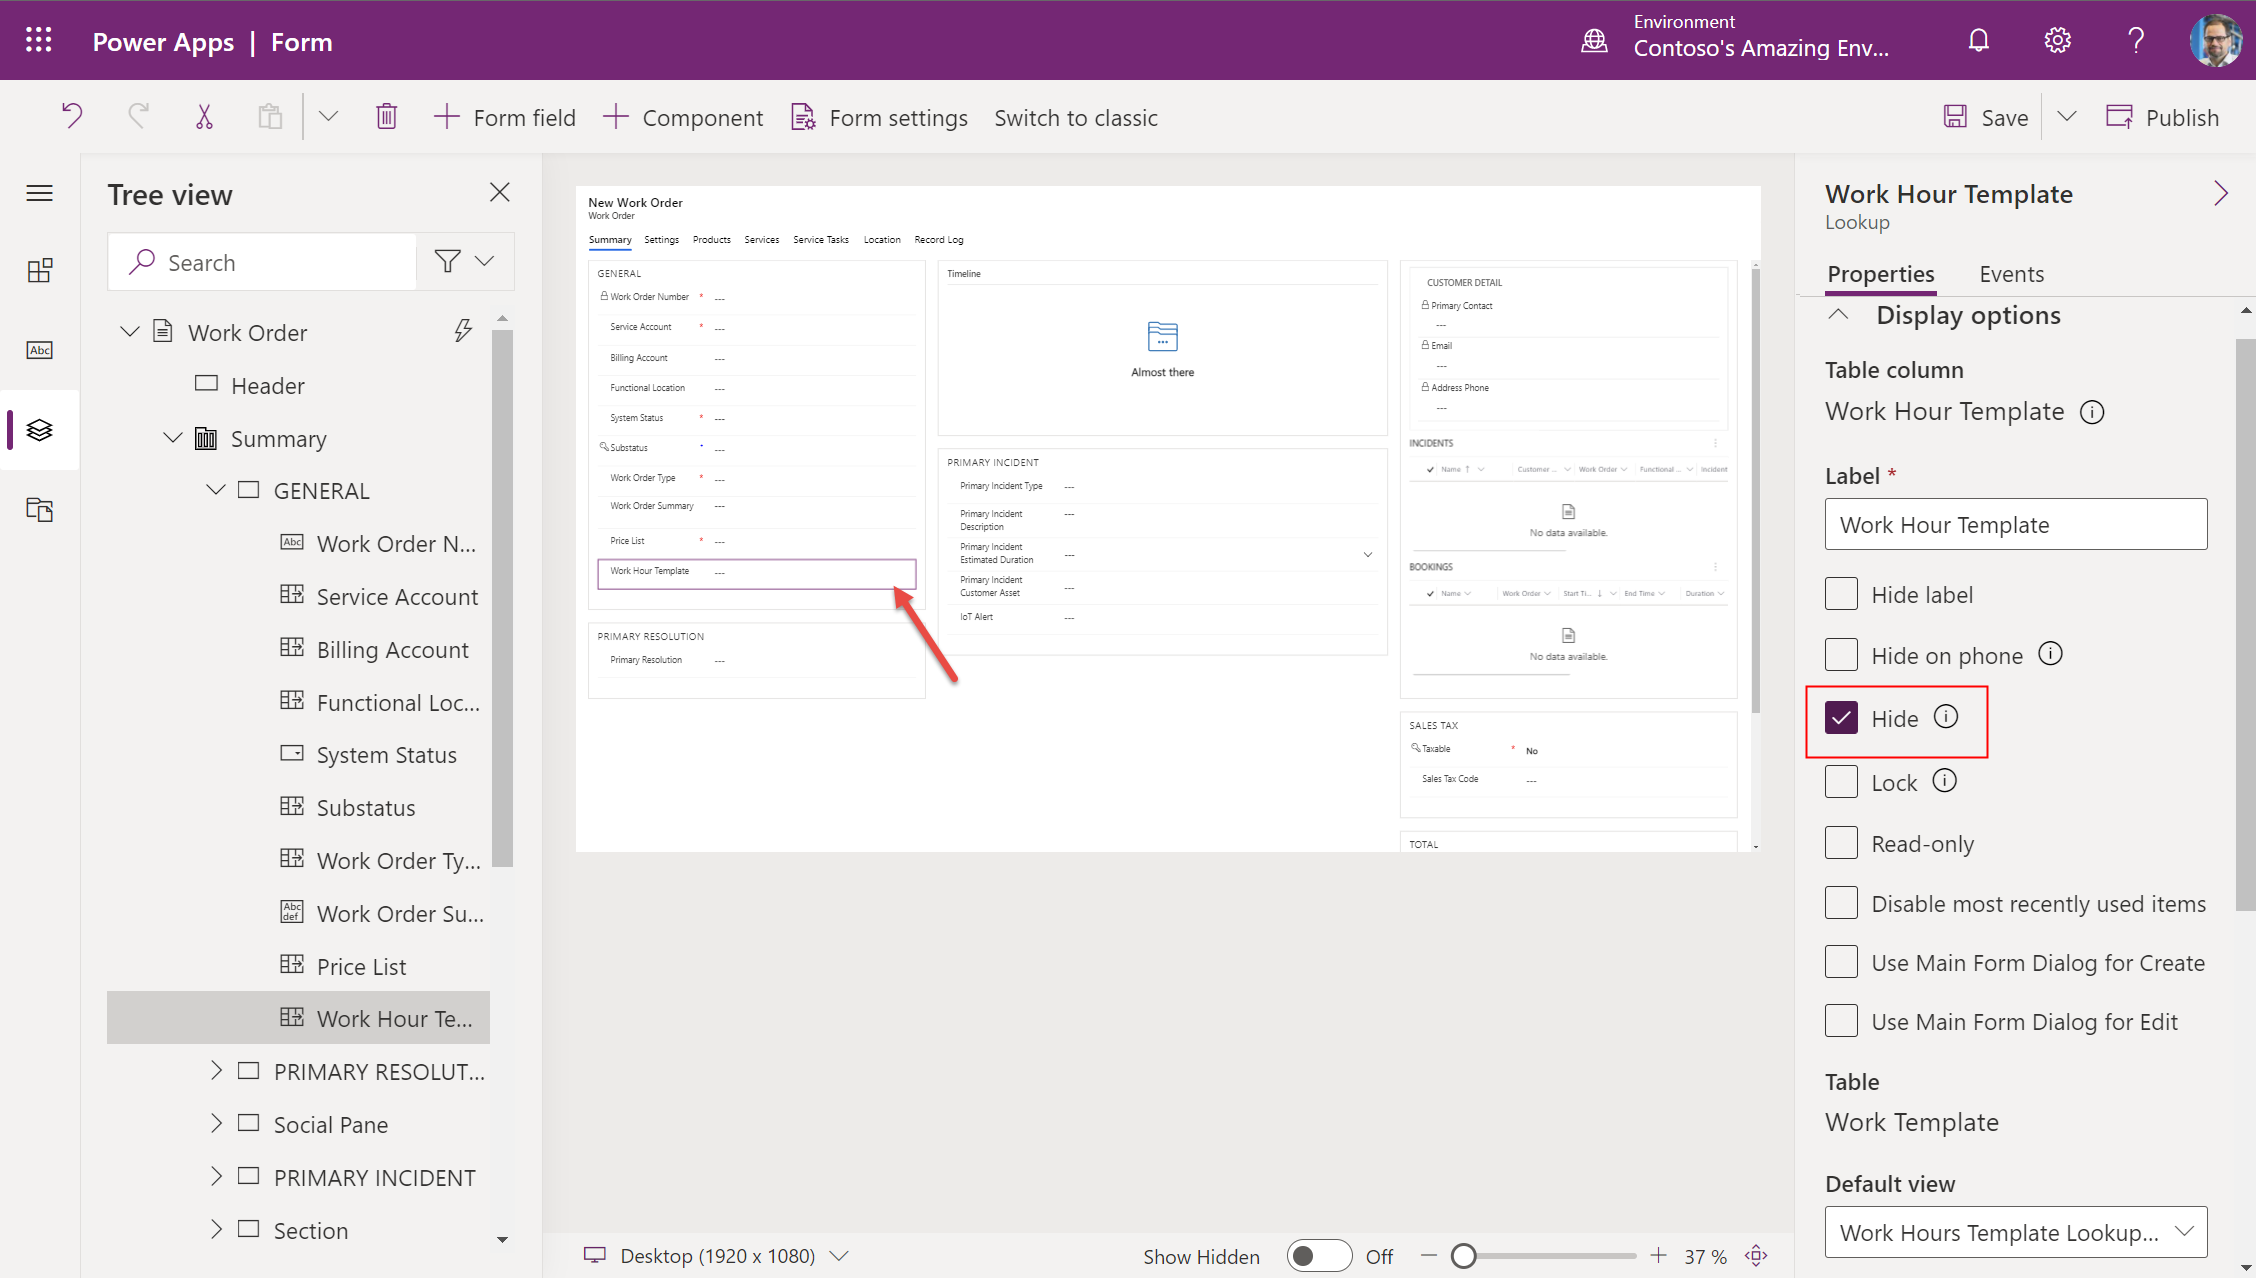 Power Apps | Form
Environment
Contoso's Amazing Env...
Form field
Component
Form settings
Switch to classic
Save
Publish
Tree view
Search
Work Order
Header
Summary
GENERAL
Abc
Work Order N...
Service Account
Billing Account
Functional Loc...
System Status
Substatus
Work Order Ty...
Abc
def
Work Order Su...
Price List
Work Hour Te...
PRIMARY RESOLUT...
Social Pane
PRIMARY INCIDENT
Section
Abc
New Work Order
Work Order
Summary Settings Products Services Service Tasks Location Record Log
GENERAL
Work Order Number * ---
Service Account * ---
Billing Account ---
Functional Location ---
System Status * ---
Substatus * ---
Work Order Type * ---
Work Order Summary ---
Price List * ---
Work Hour Template ---
PRIMARY RESOLUTION
Primary Resolution ---
Timeline
Almost there
PRIMARY INCIDENT
Primary Incident Type ---
Primary Incident
Description ---
Primary Incident
Estimated Duration ---
Primary Incident
Customer Asset ---
IoT Alert ---
CUSTOMER DETAIL
Primary Contact
---
Email
---
Address Phone
---
INCIDENTS
Name ↑ Customer ... Work Order Functional ... Incident
No data available.
BOOKINGS
Name Work Order Start Ti... ↓ End Time Duration
No data available.
SALES TAX
Taxable * No
Sales Tax Code ---
TOTAL
Desktop (1920 x 1080)
Show Hidden
Off
37 %
Work Hour Template
Lookup
Properties
Events
Display options
Table column
Work Hour Template
Label *
Work Hour Template
Hide label
Hide on phone
Hide
Lock
Read-only
Disable most recently used items
Use Main Form Dialog for Create
Use Main Form Dialog for Edit
Table
Work Template
Default view
Work Hours Template Lookup...